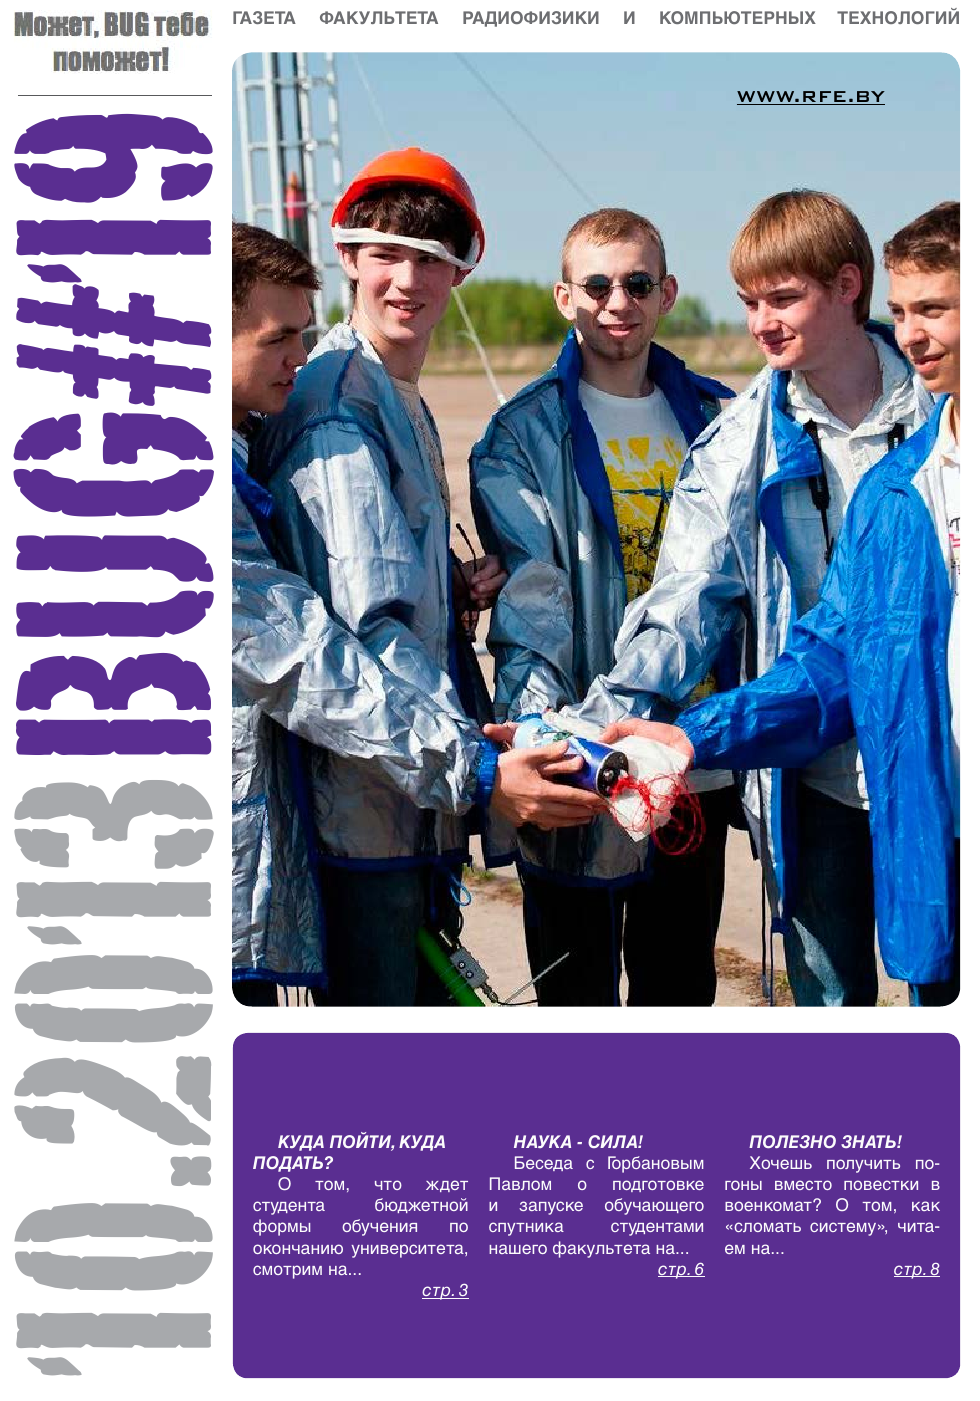 Может, BUG тебе
поможет!
ГАЗЕТА ФАКУЛЬТЕТА РАДИОФИЗИКИ И КОМПЬЮТЕРНЫХ ТЕХНОЛОГИЙ
WWW.RFE.BY
10.2013 BUG#19
КУДА ПОЙТИ, КУДА
ПОДАТЬ?
О том, что ждет
студента бюджетной
формы обучения по
окончанию университета,
смотрим на...
стр. 3
НАУКА - СИЛА!
Беседа с Горбановым
Павлом о подготовке
и запуске обучающего
спутника студентами
нашего факультета на...
стр. 6
ПОЛЕЗНО ЗНАТЬ!
Хочешь получить по-
гоны вместо повестки в
военкомат? О том, как
«сломать систему», чита-
ем на...
стр. 8